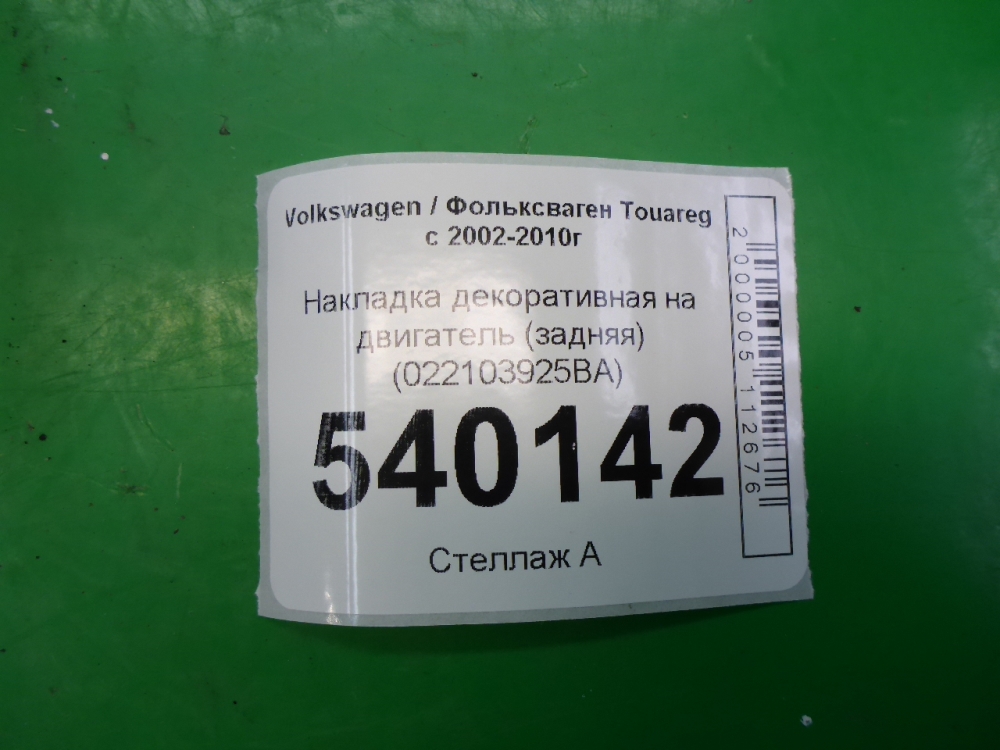 Volkswagen / Фольксваген Touareg
с 2002-2010г
Накладка декоративная на
двигатель (задняя)
(022103925BA)
540142
Стеллаж А
2000005112676